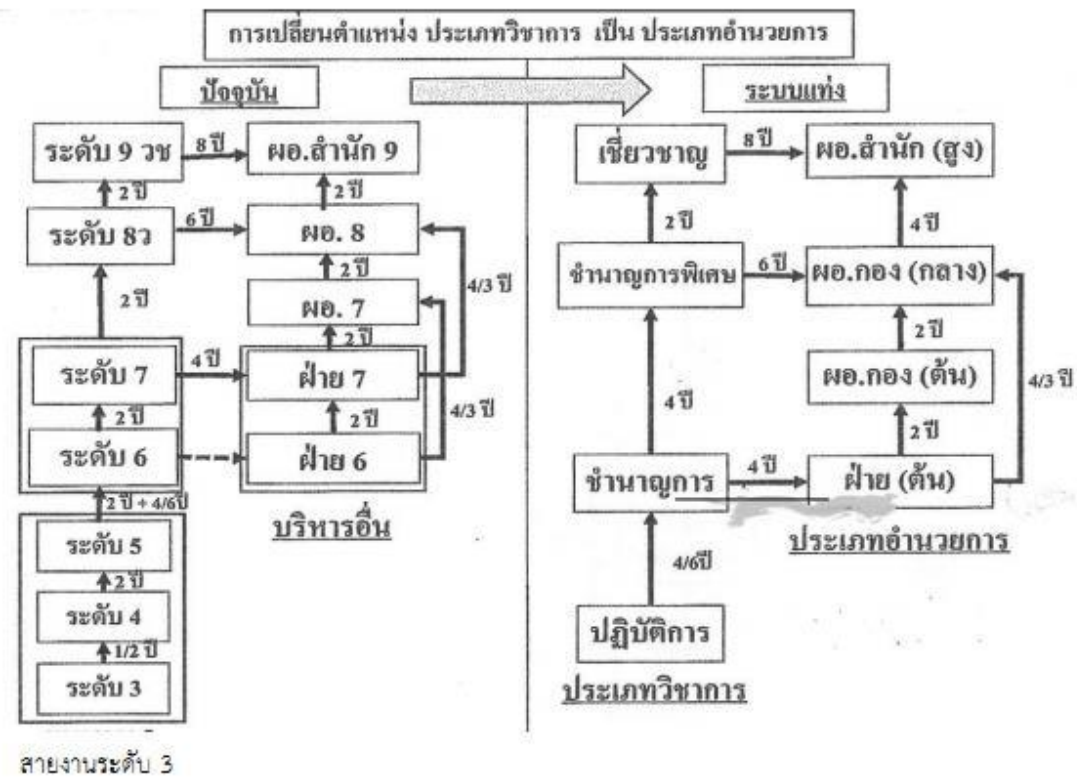 การเปลี่ยนตำแหน่ง ประเภทวิชาการ เป็น ประเภทอำนวยการ
ปัจจุบัน
ระดับ 9 วช
8 ปี
ผอ.สำนัก 9
2 ปี
2 ปี
ระดับ 8ว
6 ปี
ผอ. 8
2 ปี
2 ปี
4/3 ปี
ผอ. 7
2 ปี
ระดับ 7
4 ปี
ฝ่าย 7
2 ปี
2 ปี
4/3 ปี
ระดับ 6
ฝ่าย 6
2 ปี + 4/6ปี
บริหารอื่น
ระดับ 5
2 ปี
ระดับ 4
1/2 ปี
ระดับ 3
ระบบแท่ง
เชี่ยวชาญ
8 ปี
ผอ.สำนัก (สูง)
2 ปี
4 ปี
ชำนาญการพิเศษ
6 ปี
ผอ.กอง (กลาง)
2 ปี
ผอ.กอง (ต้น)
4/3 ปี
4 ปี
2 ปี
ชำนาญการ
4 ปี
ฝ่าย (ต้น)
ประเภทอำนวยการ
4/6ปี
ปฏิบัติการ
ประเภทวิชาการ
สายงานระดับ 3